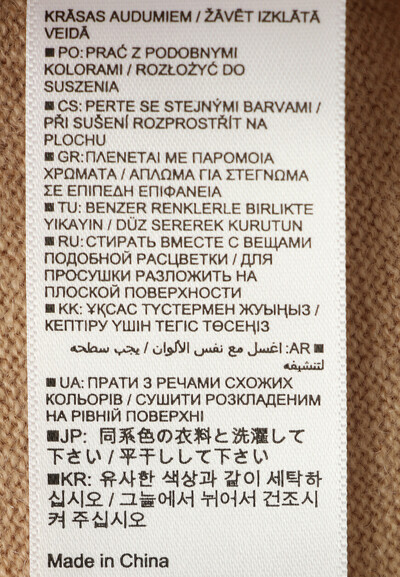 KRĀSAS AUDUMIEM / ŽĀVĒT IZKLĀTĀ
VEIDĀ
■ PO: PRAĆ Z PODOBNYMI
KOLORAMI / ROZŁOŻYĆ DO
SUSZENIA
■ CS: PERTE SE STEJNÝMI BARVAMI /
PŘI SUŠENÍ ROZPROSTŘÍT NA
PLOCHU
■ GR: ΠΛΕΝΕΤΑΙ ΜΕ ΠΑΡΟΜΟΙΑ
ΧΡΩΜΑΤΑ / ΑΠΛΩΜΑ ΓΙΑ ΣΤΕΓΝΩΜΑ
ΣΕ ΕΠΙΠΕΔΗ ΕΠΙΦΑΝΕΙΑ
■ TU: BENZER RENKLERLE BIRLIKTE
YIKAYIN / DÜZ SEREREK KURUTUN
■ RU: СТИРАТЬ ВМЕСТЕ С ВЕЩАМИ
ПОДОБНОЙ РАСЦВЕТКИ / ДЛЯ
ПРОСУШКИ РАЗЛОЖИТЬ НА
ПЛОСКОЙ ПОВЕРХНОСТИ
■ KK: ҰҚСАС ТҮСТЕРМЕН ЖУЫҢЫЗ /
КЕПТІРУ ҮШІН ТЕГІС ТӨСЕҢІЗ
■ AR: اغسل مع نفس الألوان / يجب سطحه
لتنشيفه
■ UA: ПРАТИ З РЕЧАМИ СХОЖИХ
КОЛЬОРІВ / СУШИТИ РОЗКЛАДЕНИМ
НА РІВНІЙ ПОВЕРХНІ
■JP: 同系色の衣料と洗濯して
下さい / 平干しして下さい
■KR: 유사한 색상과 같이 세탁하
십시오 / 그늘에서 뉘어서 건조시
켜 주십시오
Made in China